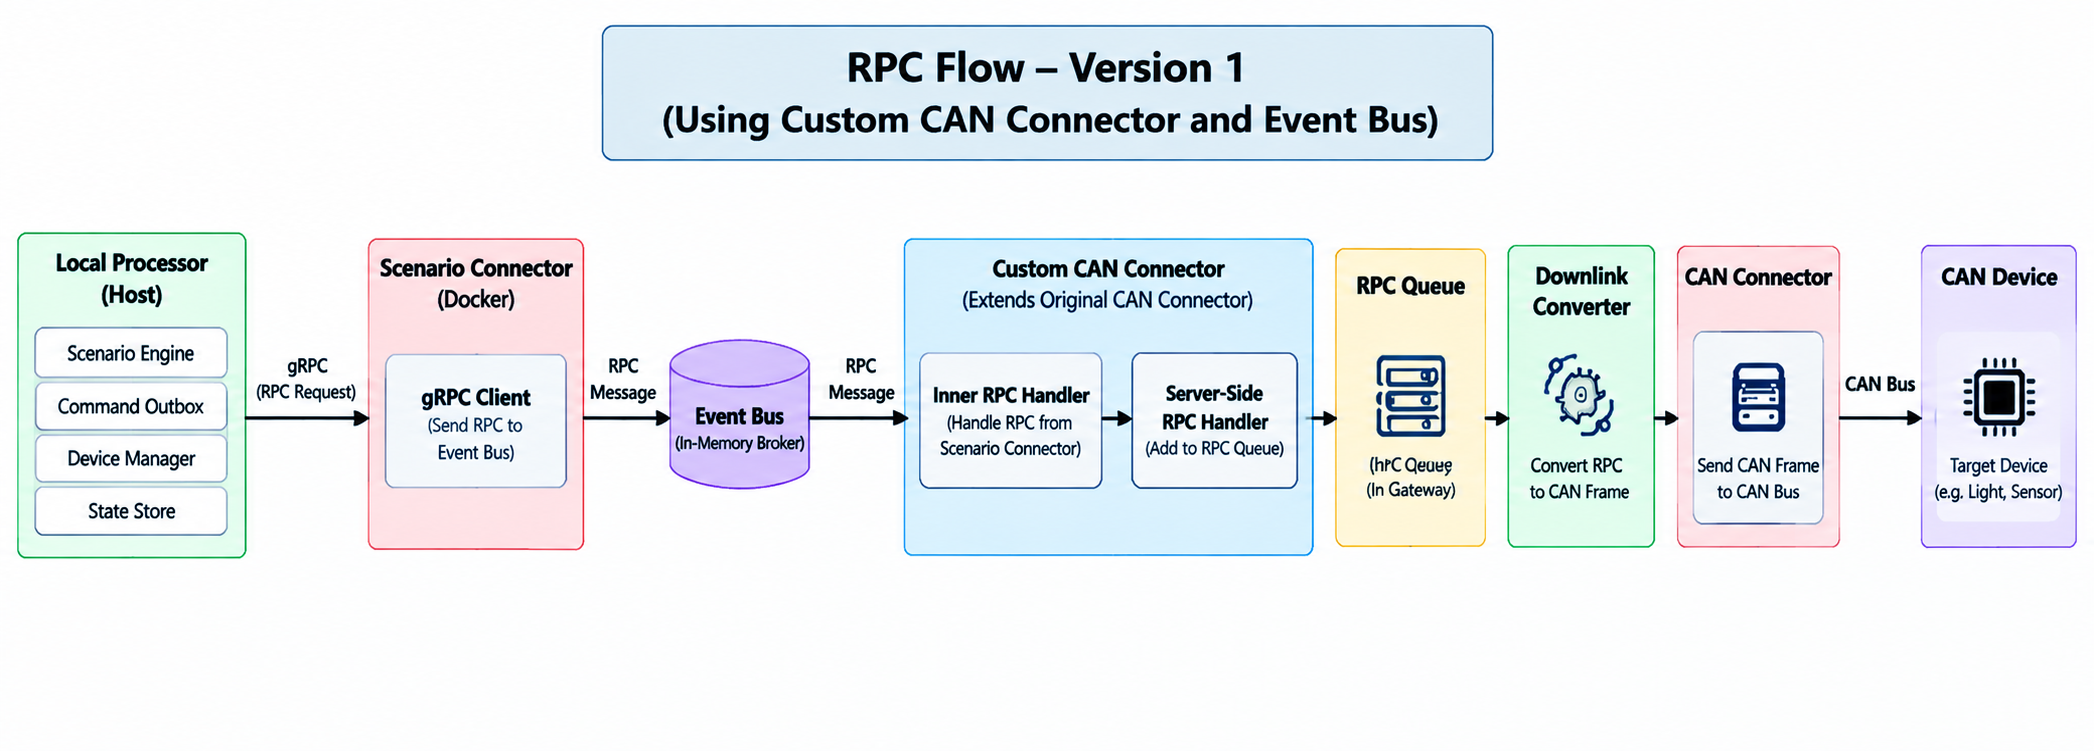 RPC Flow – Version 1
(Using Custom CAN Connector and Event Bus)
Local Processor
(Host)
Scenario Engine
Command Outbox
Device Manager
State Store
gRPC
(RPC Request)
Scenario Connector
(Docker)
gRPC Client
(Send RPC to
Event Bus)
RPC
Message
Event Bus
(In-Memory Broker)
RPC
Message
Custom CAN Connector
(Extends Original CAN Connector)
Inner RPC Handler
(Handle RPC from
Scenario Connector)
Server-Side
RPC Handler
(Add to RPC Queue)
RPC Queue
(In Gateway)
Downlink
Converter
Convert RPC
to CAN Frame
CAN Connector
Send CAN Frame
to CAN Bus
CAN Bus
CAN Device
Target Device
(e.g. Light, Sensor)